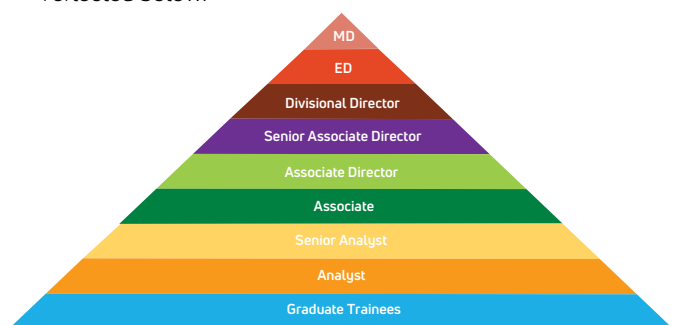 MD
ED
Divisional Director
Senior Associate Director
Associate Director
Associate
Senior Analyst
Analyst
Graduate Trainees